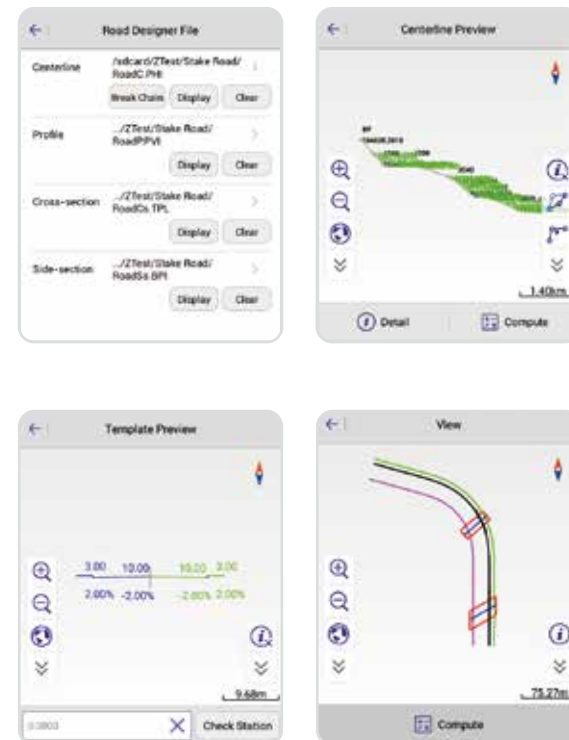 Road Designer File
Centerline
/sdcard/ZTest/Stake Road/
RoadC.PHI
Break Chain
Display
Clear
Profile
.../ZTest/Stake Road/
RoadP.PVI
Display
Clear
Cross-section
.../ZTest/Stake Road/
RoadCs.TPL
Display
Clear
Side-section
.../ZTest/Stake Road/
RoadSs.BPI
Display
Clear
Centerline Preview
BP
1.40km
Detail
Compute
Template Preview
3.00 10.00 10.00 3.00
2.00% -2.00% -2.00% 2.00%
9.68m
Check Station
View
75.27m
Compute